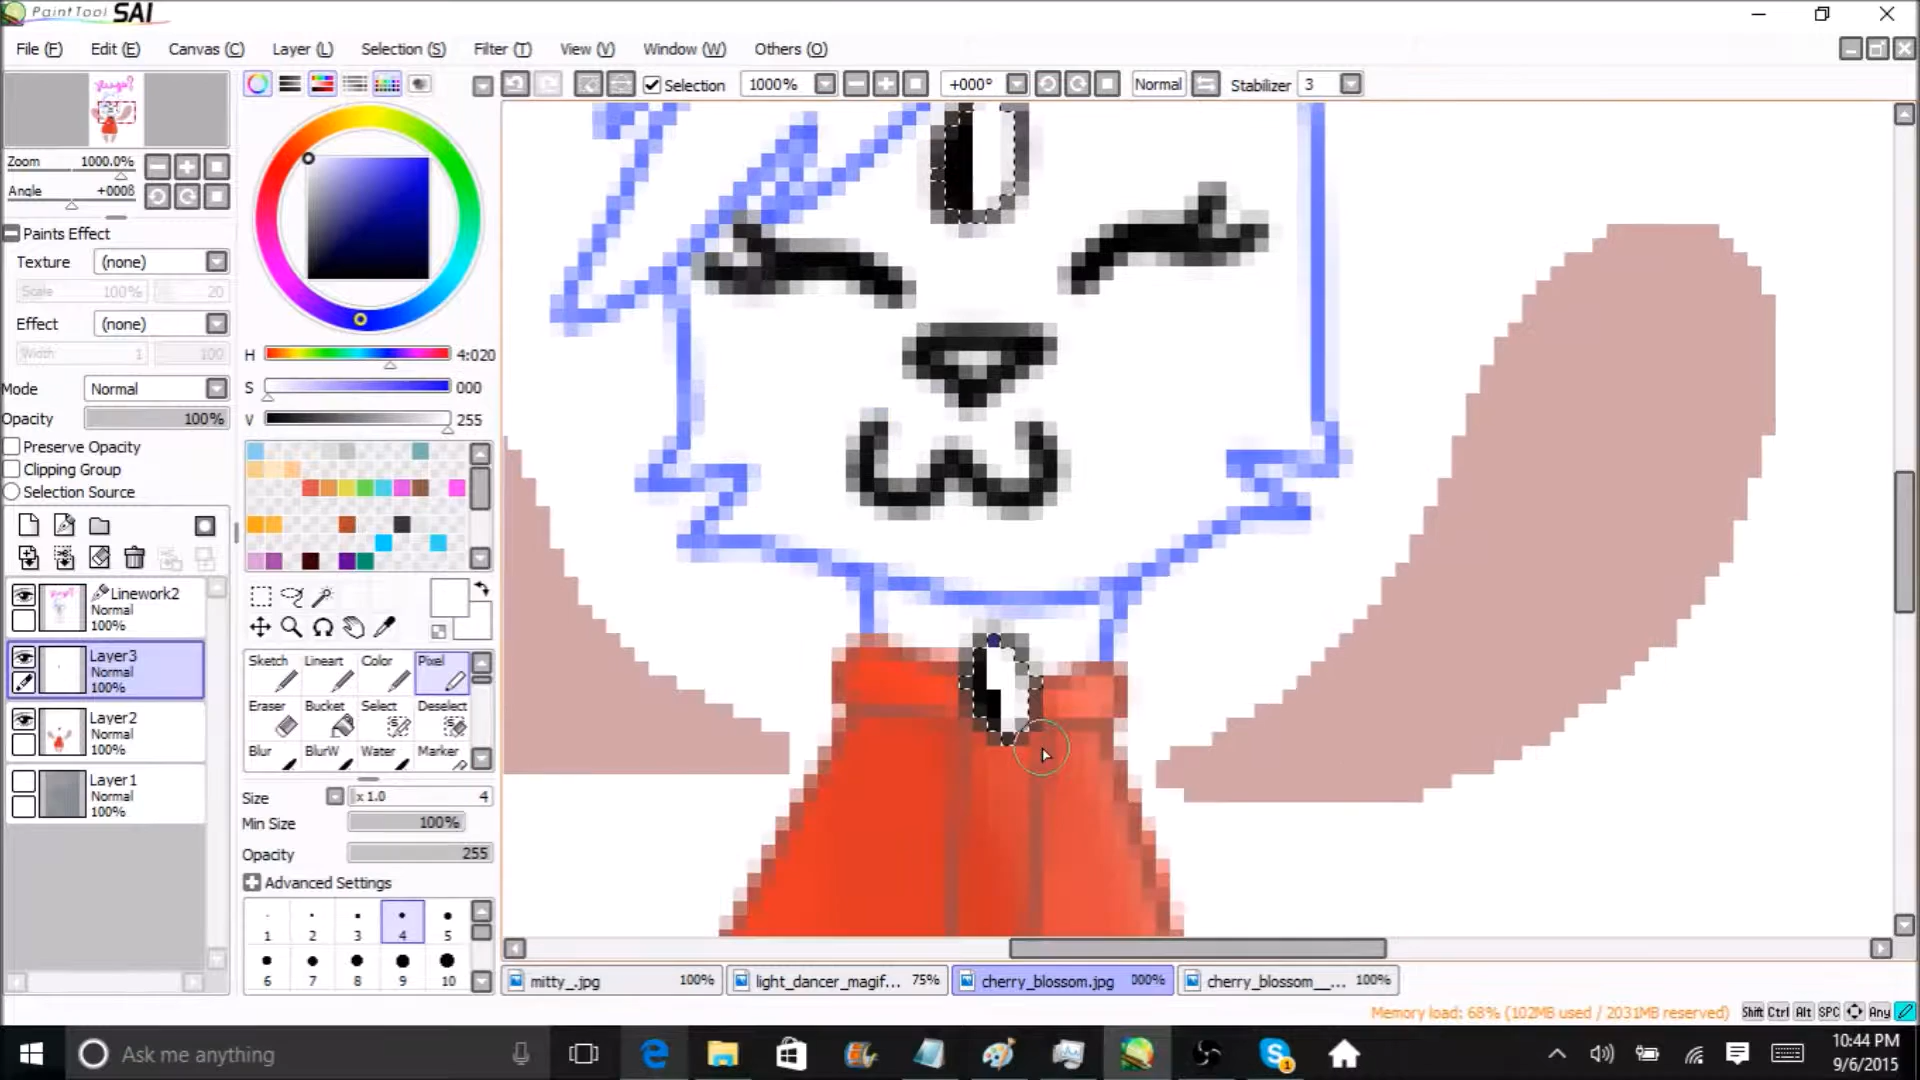 PaintTool SAI
File (F) Edit (E) Canvas (C) Layer (L) Selection (S) Filter (T) View (V) Window (W) Others (O)
Selection 1000% +000° Normal Stabilizer 3
Zoom 1000.0%
Angle +000ß
Paints Effect
Texture (none)
Scale 100% 20
Effect (none)
Width 1 100
Mode Normal
Opacity 100%
Preserve Opacity
Clipping Group
Selection Source
Linework2
Normal
100%
Layer3
Normal
100%
Layer2
Normal
100%
Layer1
Normal
100%
H 4:020
S 000
V 255
Sketch Lineart Color Pixel
Eraser Bucket Select Deselect
Blur BlurW Water Marker
Size x 1.0 4
Min Size 100%
Opacity 255
Advanced Settings
1 2 3 4 5
6 7 8 9 10
mitty_.jpg 100% light_dancer_magif... 75% cherry_blossom.jpg 000% cherry_blossom__... 100%
Memory load: 68% (102MB used / 2031MB reserved) Shift Ctrl Alt SPC Any
Ask me anything
10:44 PM
9/6/2015